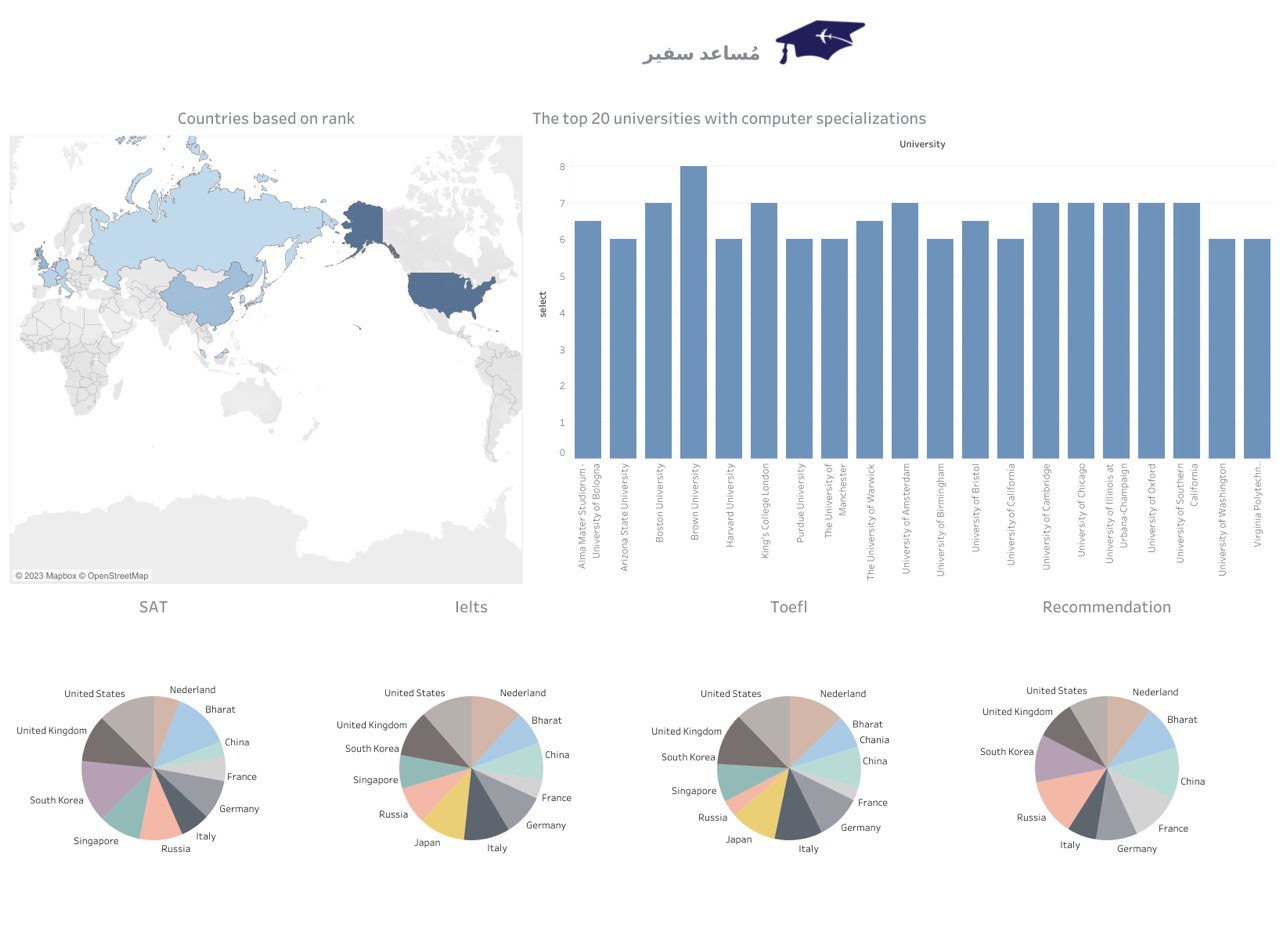 مُساعد سفير
Countries based on rank
© 2023 Mapbox © OpenStreetMap
The top 20 universities with computer specializations
University
select
8
7
6
5
4
3
2
1
0
Alma Mater Studiorum -
University of Bologna
Arizona State University
Boston University
Brown University
Harvard University
King's College London
Purdue University
The University of
Manchester
The University of Warwick
University of Amsterdam
University of Birmingham
University of Bristol
University of California
University of Cambridge
University of Chicago
University of Illinois at
Urbana-Champaign
University of Oxford
University of Southern
California
University of Washington
Virginia Polytechn..
SAT
United States
Nederland
Bharat
United Kingdom
China
France
South Korea
Germany
Italy
Singapore
Russia
Ielts
United States
Nederland
Bharat
United Kingdom
South Korea
China
Singapore
France
Russia
Germany
Japan
Italy
Toefl
United States
Nederland
Bharat
United Kingdom
Chania
South Korea
China
Singapore
France
Russia
Germany
Japan
Italy
Recommendation
United States
Nederland
United Kingdom
Bharat
South Korea
China
Russia
France
Italy
Germany